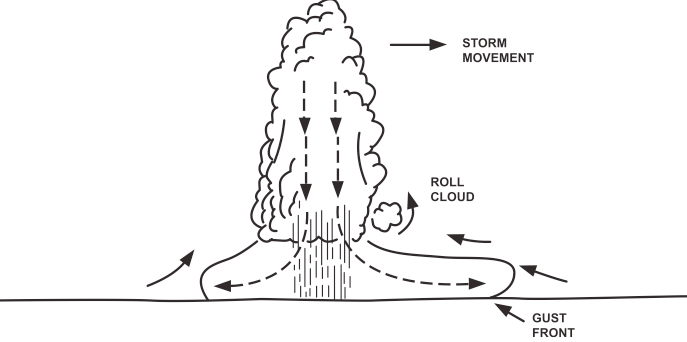 STORM
MOVEMENT
ROLL
CLOUD
GUST
FRONT